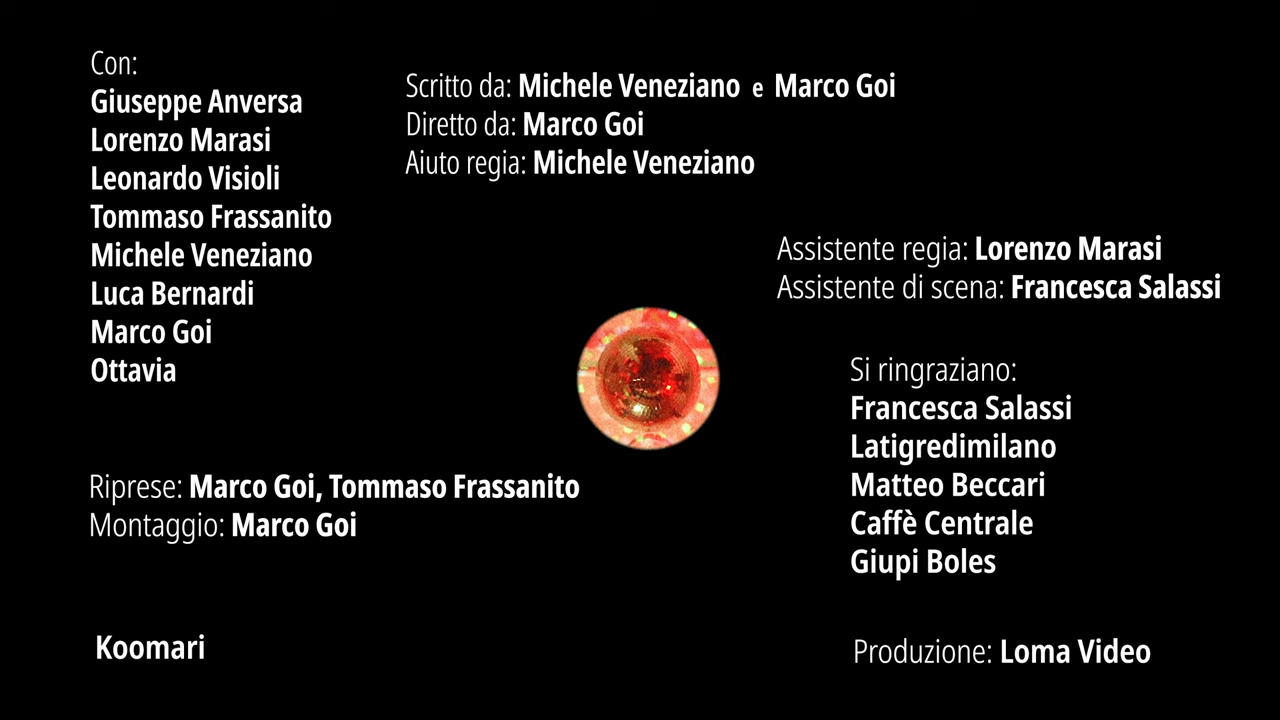 Con:
Giuseppe Anversa
Lorenzo Marasi
Leonardo Visioli
Tommaso Frassanito
Michele Veneziano
Luca Bernardi
Marco Goi
Ottavia
Scritto da: Michele Veneziano e Marco Goi
Diretto da: Marco Goi
Aiuto regia: Michele Veneziano
Assistente regia: Lorenzo Marasi
Assistente di scena: Francesca Salassi
Si ringraziano:
Francesca Salassi
Latigredimilano
Matteo Beccari
Caffè Centrale
Giupi Boles
Riprese: Marco Goi, Tommaso Frassanito
Montaggio: Marco Goi
Koomari
Produzione: Loma Video